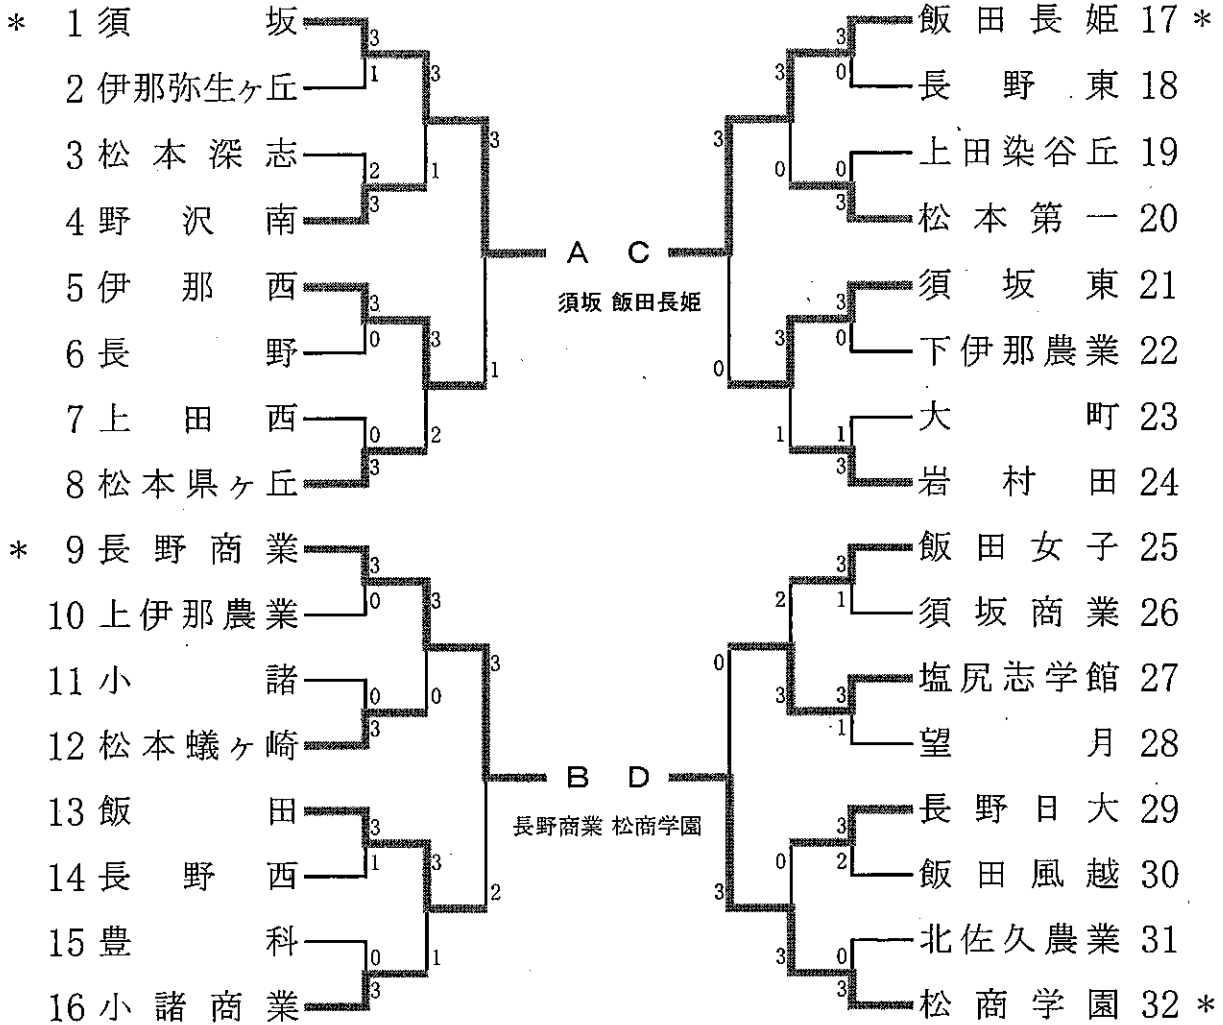 * 1 須坂
3
1
2 伊那弥生ヶ丘
3
3 松本深志
2
3
1
4 野沢南
3
5 伊那西
3
0
6 長野
3
7 上田西
0
3
2
8 松本県ヶ丘
1
A
須坂
* 9 長野商業
3
0
10 上伊那農業
3
11 小諸
0
3
0
12 松本蟻ヶ崎
3
13 飯田
3
1
14 長野西
3
15 豊科
0
3
1
16 小諸商業
2
B
長野商業
飯田長姫 17 *
3
0
長野東 18
3
上田染谷丘 19
0
3
0
松本第一 20
3
須坂東 21
3
0
下伊那農業 22
3
大町 23
1
3
1
岩村田 24
0
C
飯田長姫
飯田女子 25
3
1
須坂商業 26
2
塩尻志学館 27
3
1
3
望月 28
0
長野日大 29
3
2
飯田風越 30
0
北佐久農業 31
0
3
3
松商学園 32 *
3
D
松商学園